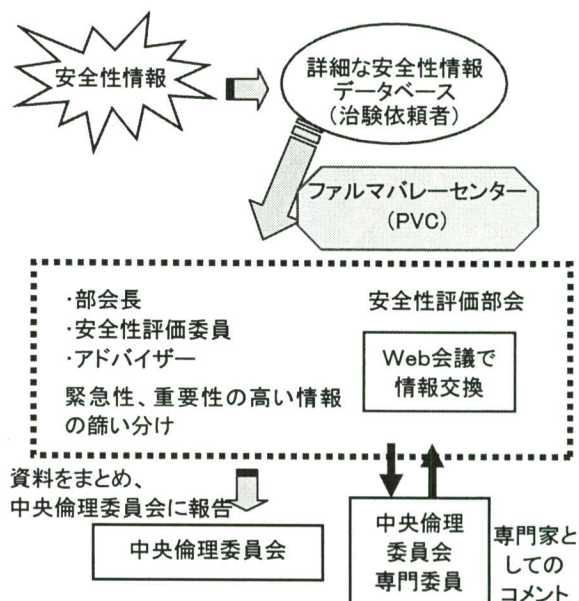 安全性情報
詳細な安全性情報
データベース
(治験依頼者)
ファルマバレーセンター
(PVC)
・部会長
・安全性評価委員
・アドバイザー
緊急性、重要性の高い情報
の篩い分け
安全性評価部会
Web会議で
情報交換
資料をまとめ、
中央倫理委員会に報告
中央倫理委員会
中央倫理
委員会
専門委員
専門家と
しての
コメント